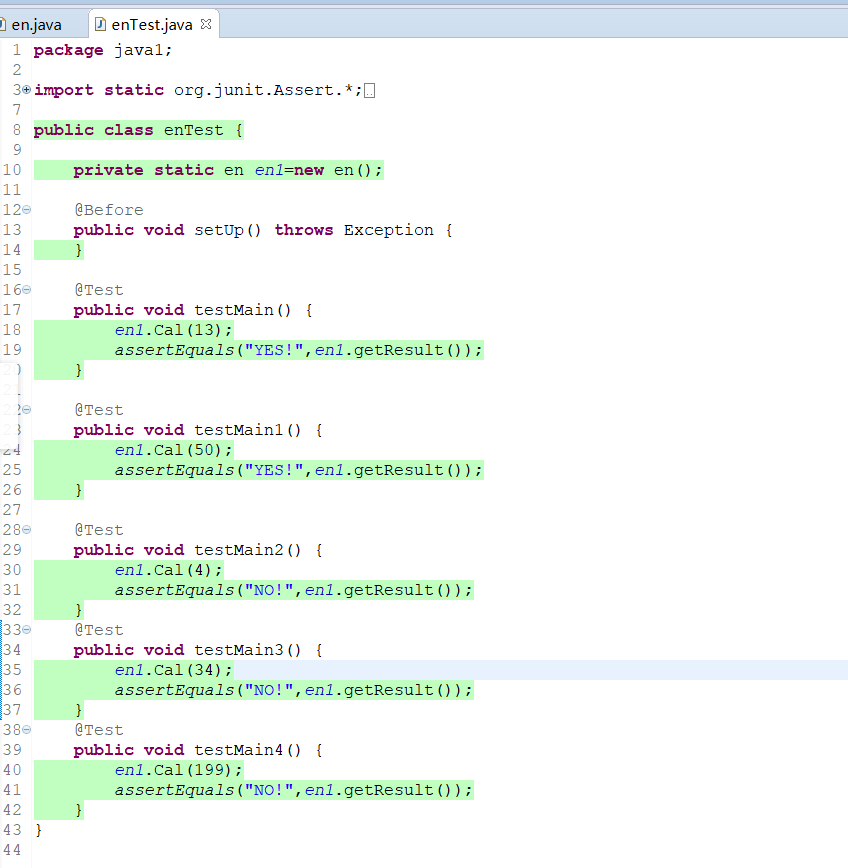 en.java
enTest.java
1 package java1;
2
3 import static org.junit.Assert.*;
7
8 public class enTest {
9
10     private static en en1=new en();
11
12     @Before
13     public void setUp() throws Exception {
14     }
15
16     @Test
17     public void testMain() {
18         en1.Cal(13);
19         assertEquals("YES!",en1.getResult());
20     }
21
22     @Test
23     public void testMain1() {
24         en1.Cal(50);
25         assertEquals("YES!",en1.getResult());
26     }
27
28     @Test
29     public void testMain2() {
30         en1.Cal(4);
31         assertEquals("NO!",en1.getResult());
32     }
33     @Test
34     public void testMain3() {
35         en1.Cal(34);
36         assertEquals("NO!",en1.getResult());
37     }
38     @Test
39     public void testMain4() {
40         en1.Cal(199);
41         assertEquals("NO!",en1.getResult());
42     }
43 }
44